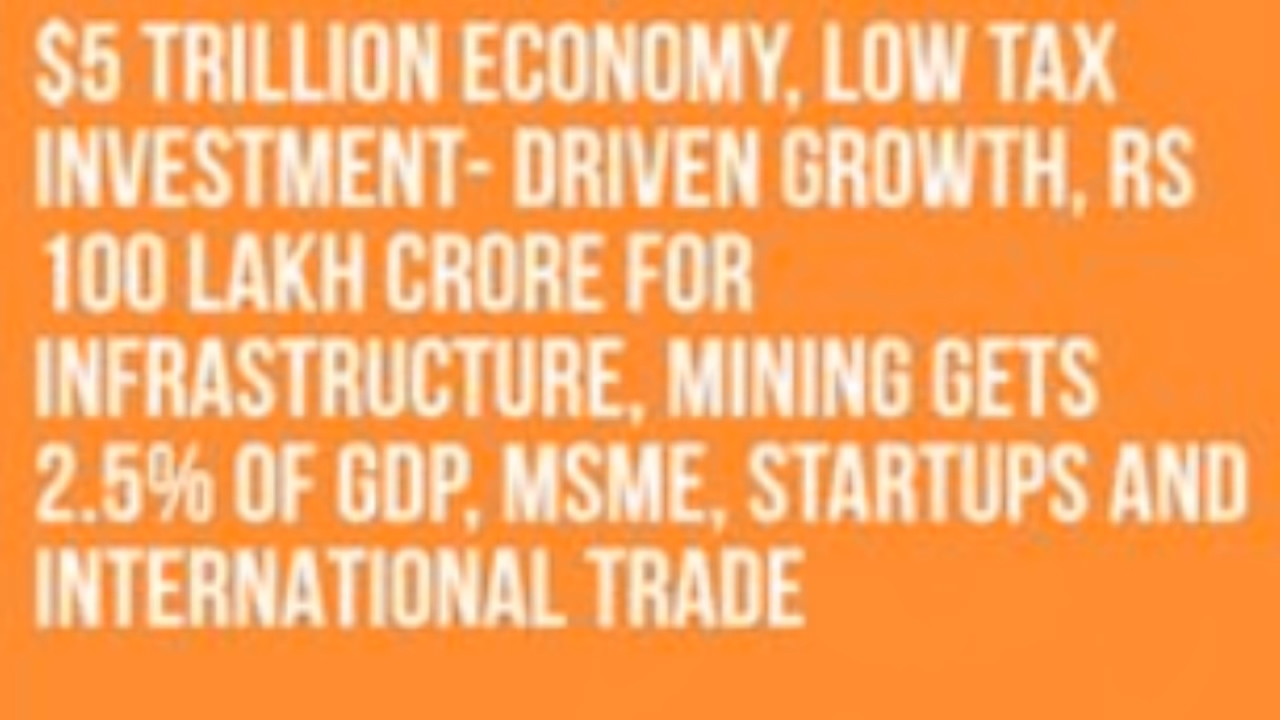 $5 TRILLION ECONOMY, LOW TAX
INVESTMENT- DRIVEN GROWTH, RS
100 LAKH CRORE FOR
INFRASTRUCTURE, MINING GETS
2.5% OF GDP, MSME, STARTUPS AND
INTERNATIONAL TRADE